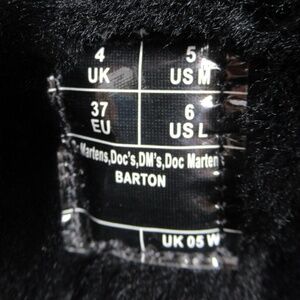 4 5
UK US M
37 6
EU US L
Martens,Doc's,DM's,Doc Marten
BARTON
UK 05 W